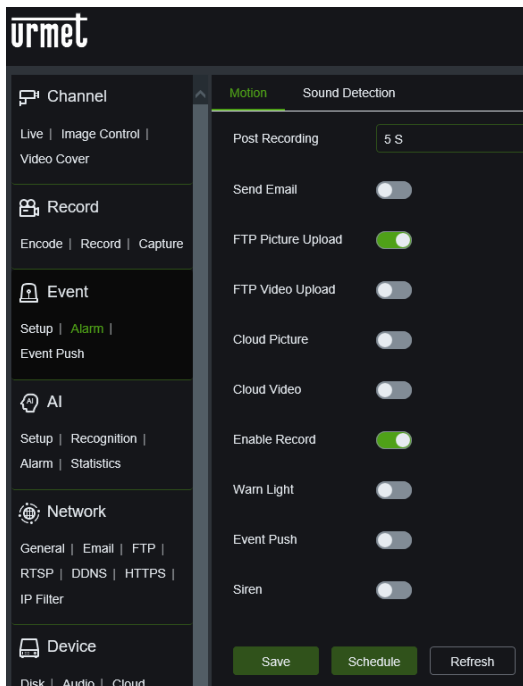 urmet
Channel
Live | Image Control |
Video Cover
Record
Encode | Record | Capture
Event
Setup | Alarm |
Event Push
AI
Setup | Recognition |
Alarm | Statistics
Network
General | Email | FTP |
RTSP | DDNS | HTTPS |
IP Filter
Device
Disk | Audio | Cloud
Motion Sound Detection
Post Recording 5 S
Send Email
FTP Picture Upload
FTP Video Upload
Cloud Picture
Cloud Video
Enable Record
Warn Light
Event Push
Siren
Save Schedule Refresh